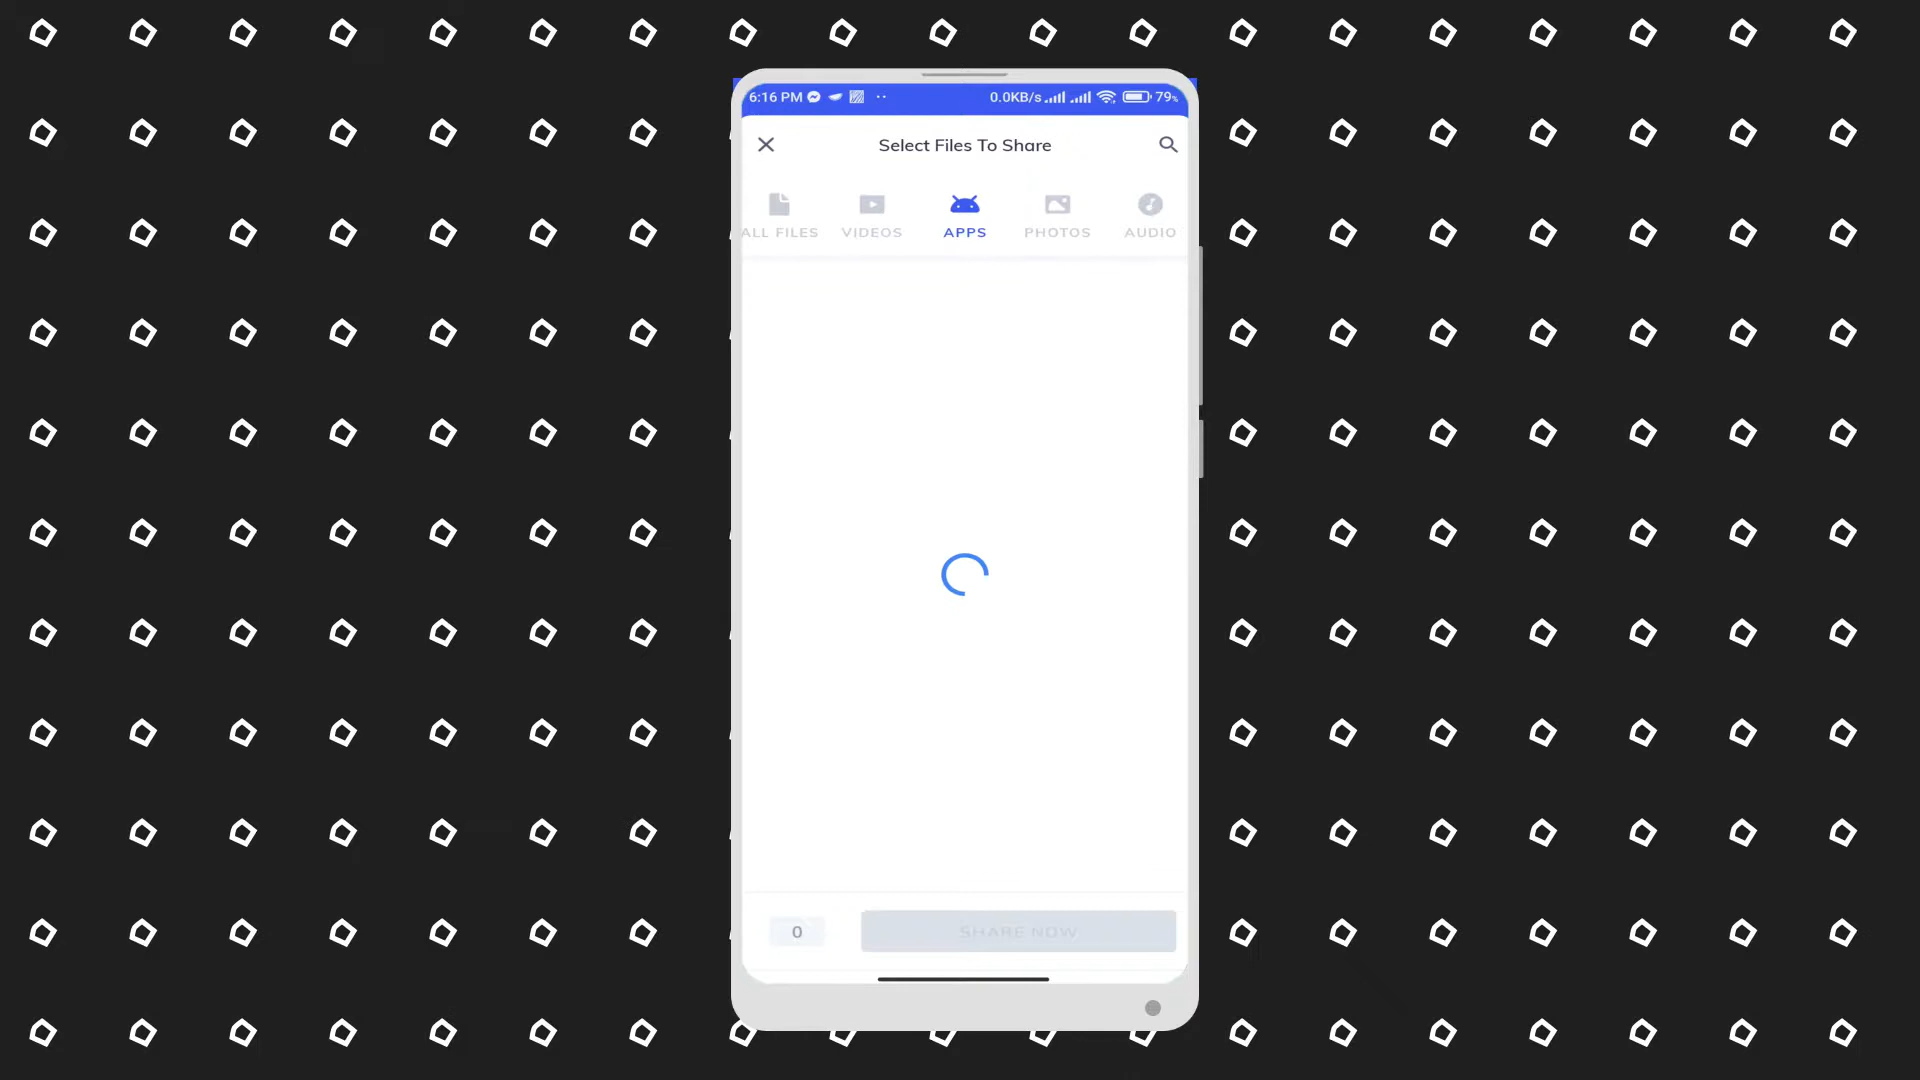 6:16 PM 0.0KB/s 79%
Select Files To Share
ALL FILES VIDEOS APPS PHOTOS AUDIO
0 SHARE NOW